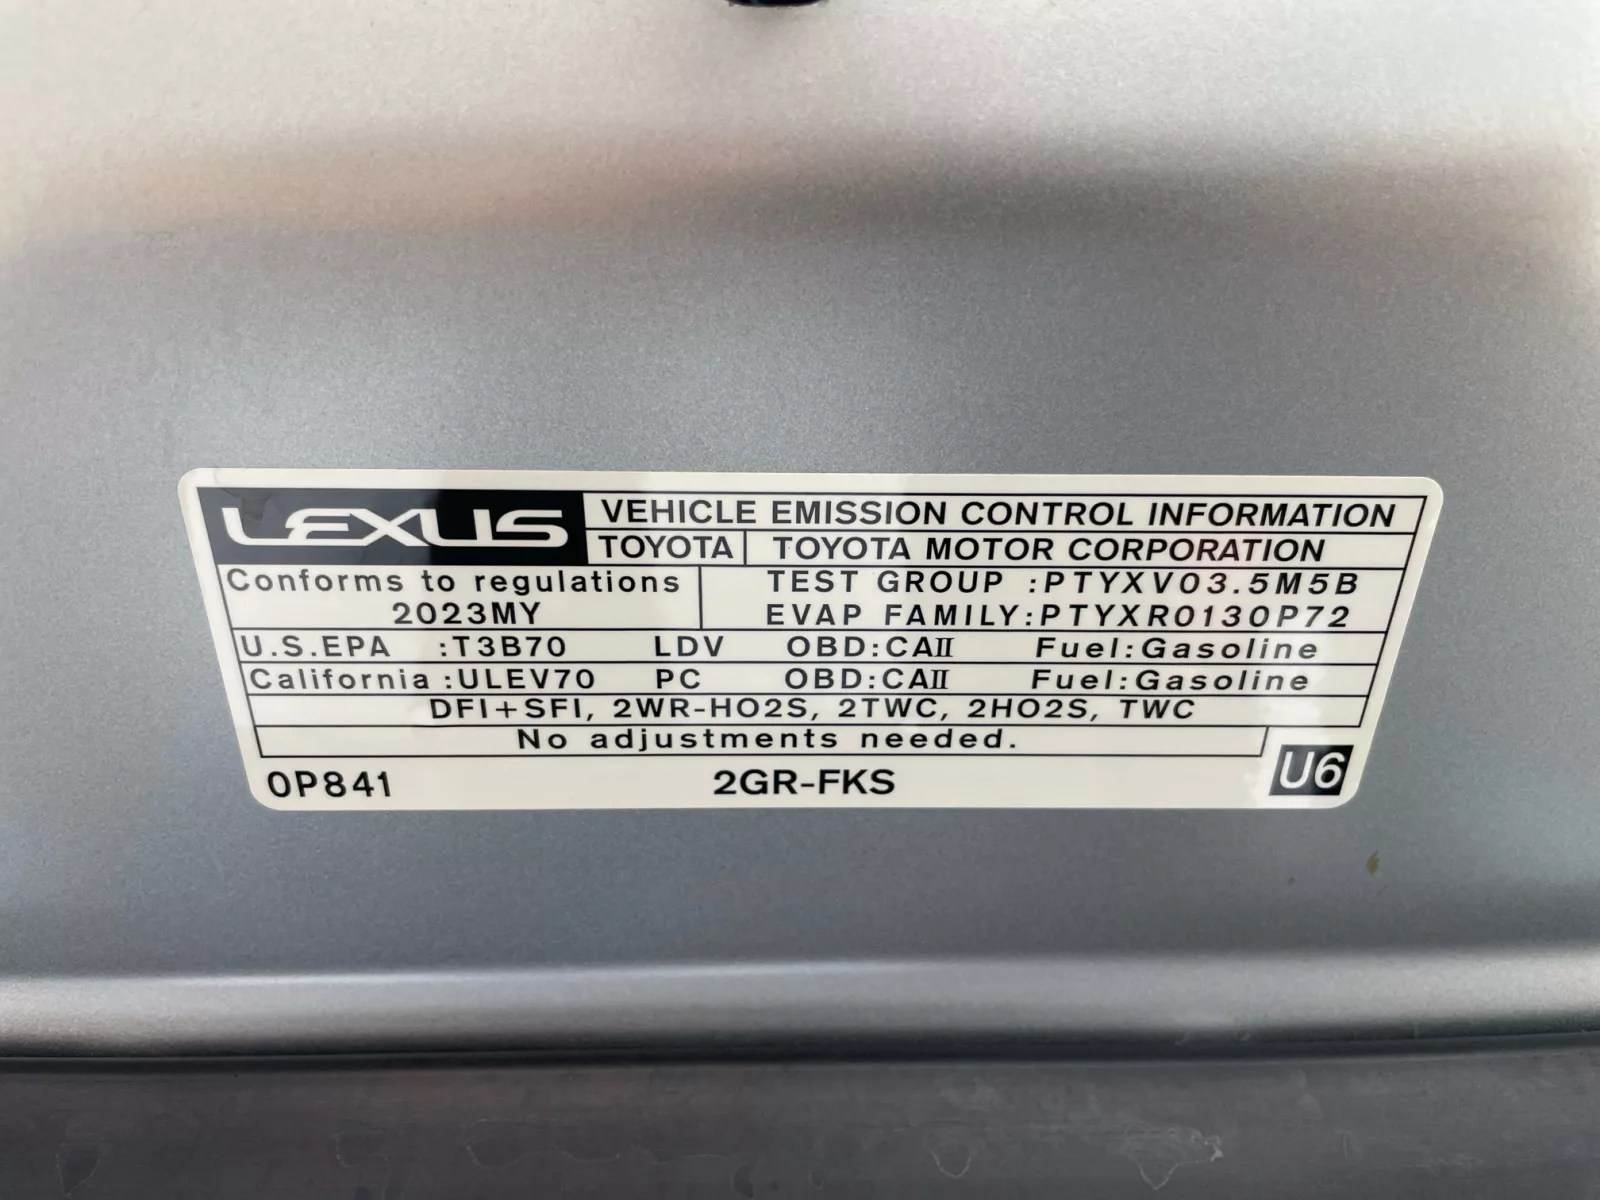 LEXUS VEHICLE EMISSION CONTROL INFORMATION
TOYOTA TOYOTA MOTOR CORPORATION
Conforms to regulations TEST GROUP :PTYXV03.5M5B
2023MY EVAP FAMILY:PTYXR0130P72
U.S.EPA :T3B70 LDV OBD:CAⅡ Fuel:Gasoline
California :ULEV70 PC OBD:CAⅡ Fuel:Gasoline
DFI+SFI, 2WR-HO2S, 2TWC, 2HO2S, TWC
No adjustments needed.
0P841 2GR-FKS U6